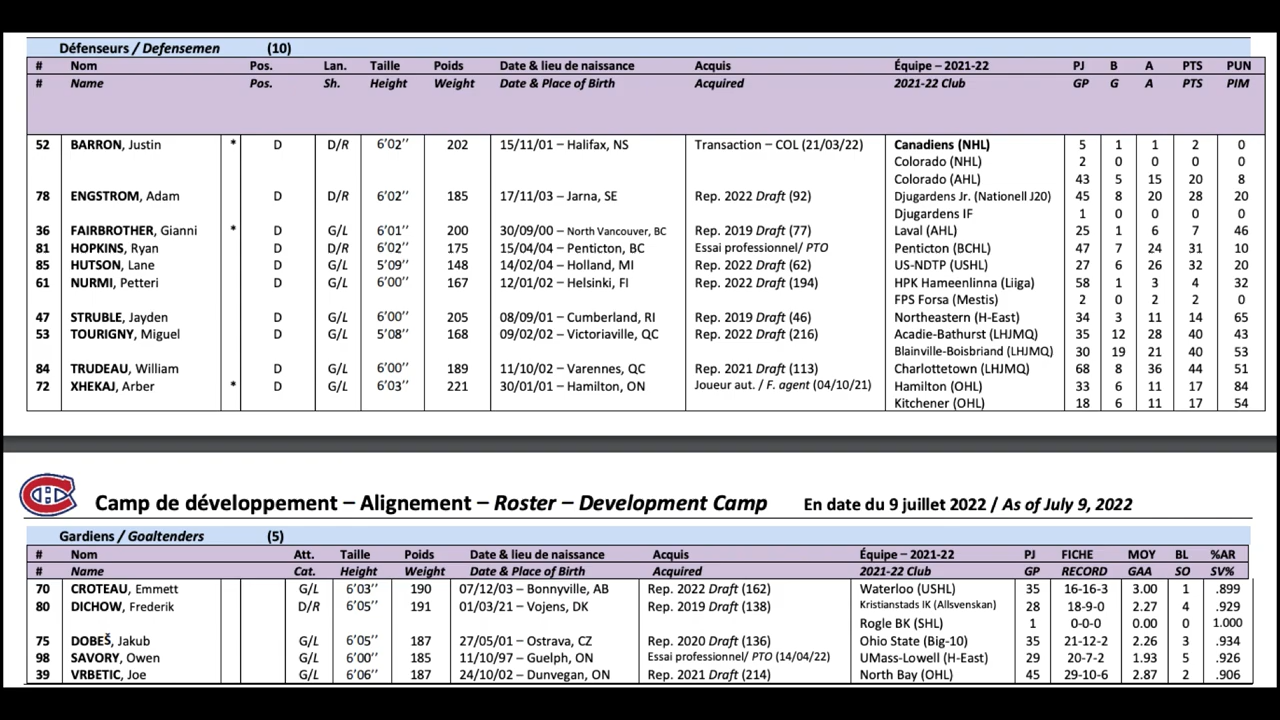 Défenseurs / Defensemen (10)
# Nom Pos. Lan. Taille Poids Date & lieu de naissance Acquis Équipe – 2021-22 PJ B A PTS PUN
# Name Pos. Sh. Height Weight Date & Place of Birth Acquired 2021-22 Club GP G A PTS PIM
52 BARRON, Justin * D D/R 6’02’’ 202 15/11/01 – Halifax, NS Transaction – COL (21/03/22) Canadiens (NHL) 5 1 1 2 0
Colorado (NHL) 2 0 0 0 0
Colorado (AHL) 43 5 15 20 8
78 ENGSTROM, Adam D D/R 6’02’’ 185 17/11/03 – Jarna, SE Rep. 2022 Draft (92) Djugardens Jr. (Nationell J20) 45 8 20 28 20
Djugardens IF 1 0 0 0 0
36 FAIRBROTHER, Gianni * D G/L 6’01’’ 200 30/09/00 – North Vancouver, BC Rep. 2019 Draft (77) Laval (AHL) 25 1 6 7 46
81 HOPKINS, Ryan D D/R 6’02’’ 175 15/04/04 – Penticton, BC Essai professionnel/ PTO Penticton (BCHL) 47 7 24 31 10
85 HUTSON, Lane D G/L 5’09’’ 148 14/02/04 – Holland, MI Rep. 2022 Draft (62) US-NDTP (USHL) 27 6 26 32 20
61 NURMI, Petteri D G/L 6’00’’ 167 12/01/02 – Helsinki, FI Rep. 2022 Draft (194) HPK Hameenlinna (Liiga) 58 1 3 4 32
FPS Forsa (Mestis) 2 0 2 2 0
47 STRUBLE, Jayden D G/L 6’00’’ 205 08/09/01 – Cumberland, RI Rep. 2019 Draft (46) Northeastern (H-East) 34 3 11 14 65
53 TOURIGNY, Miguel D G/L 5’08’’ 168 09/02/02 – Victoriaville, QC Rep. 2022 Draft (216) Acadie-Bathurst (LHJMQ) 35 12 28 40 43
Blainville-Boisbriand (LHJMQ) 30 19 21 40 53
84 TRUDEAU, William D G/L 6’00’’ 189 11/10/02 – Varennes, QC Rep. 2021 Draft (113) Charlottetown (LHJMQ) 68 8 36 44 51
72 XHEKAJ, Arber * D G/L 6’03’’ 221 30/01/01 – Hamilton, ON Joueur aut. / F. agent (04/10/21) Hamilton (OHL) 33 6 11 17 84
Kitchener (OHL) 18 6 11 17 54
Camp de développement – Alignement – Roster – Development Camp En date du 9 juillet 2022 / As of July 9, 2022
Gardiens / Goaltenders (5)
# Nom Att. Taille Poids Date & lieu de naissance Acquis Équipe – 2021-22 PJ FICHE MOY BL %AR
# Name Cat. Height Weight Date & Place of Birth Acquired 2021-22 Club GP RECORD GAA SO SV%
70 CROTEAU, Emmett G/L 6’03’’ 190 07/12/03 – Bonnyville, AB Rep. 2022 Draft (162) Waterloo (USHL) 35 16-16-3 3.00 1 .899
80 DICHOW, Frederik D/R 6’05’’ 191 01/03/21 – Vojens, DK Rep. 2019 Draft (138) Kristianstads IK (Allsvenskan) 28 18-9-0 2.27 4 .929
Rogle BK (SHL) 1 0-0-0 0.00 0 1.000
75 DOBEŠ, Jakub G/L 6’05’’ 187 27/05/01 – Ostrava, CZ Rep. 2020 Draft (136) Ohio State (Big-10) 35 21-12-2 2.26 3 .934
98 SAVORY, Owen G/L 6’00’’ 185 11/10/97 – Guelph, ON Essai professionnel/ PTO (14/04/22) UMass-Lowell (H-East) 29 20-7-2 1.93 5 .926
39 VRBETIC, Joe G/L 6’06’’ 187 24/10/02 – Dunvegan, ON Rep. 2021 Draft (214) North Bay (OHL) 45 29-10-6 2.87 2 .906